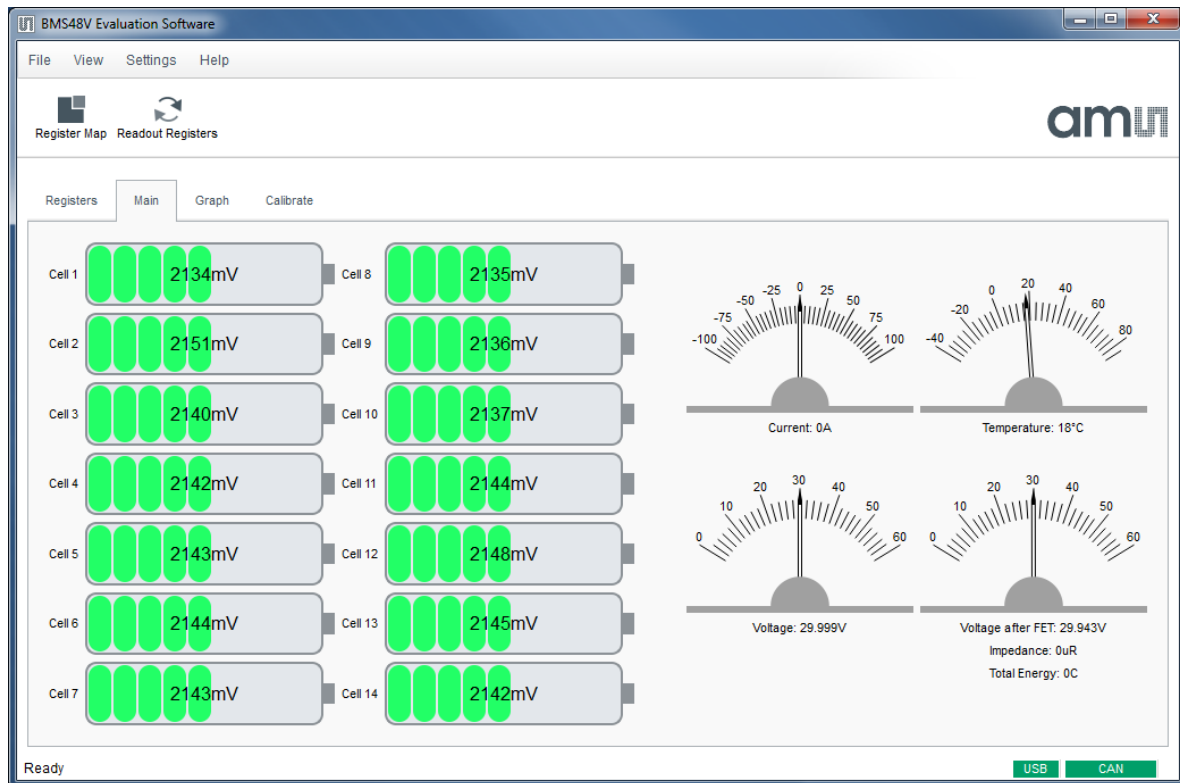 BMS48V Evaluation Software
File View Settings Help
Register Map Readout Registers
am
Registers Main Graph Calibrate
Cell 1 2134mV Cell 8 2135mV
Cell 2 2151mV Cell 9 2136mV
Cell 3 2140mV Cell 10 2137mV
Cell 4 2142mV Cell 11 2144mV
Cell 5 2143mV Cell 12 2148mV
Cell 6 2144mV Cell 13 2145mV
Cell 7 2143mV Cell 14 2142mV
-100 -75 -50 -25 0 25 50 75 100
Current: 0A
-40 -20 0 20 40 60 80
Temperature: 18°C
0 10 20 30 40 50 60
Voltage: 29.999V
0 10 20 30 40 50 60
Voltage after FET: 29.943V
Impedance: 0uR
Total Energy: 0C
Ready USB CAN